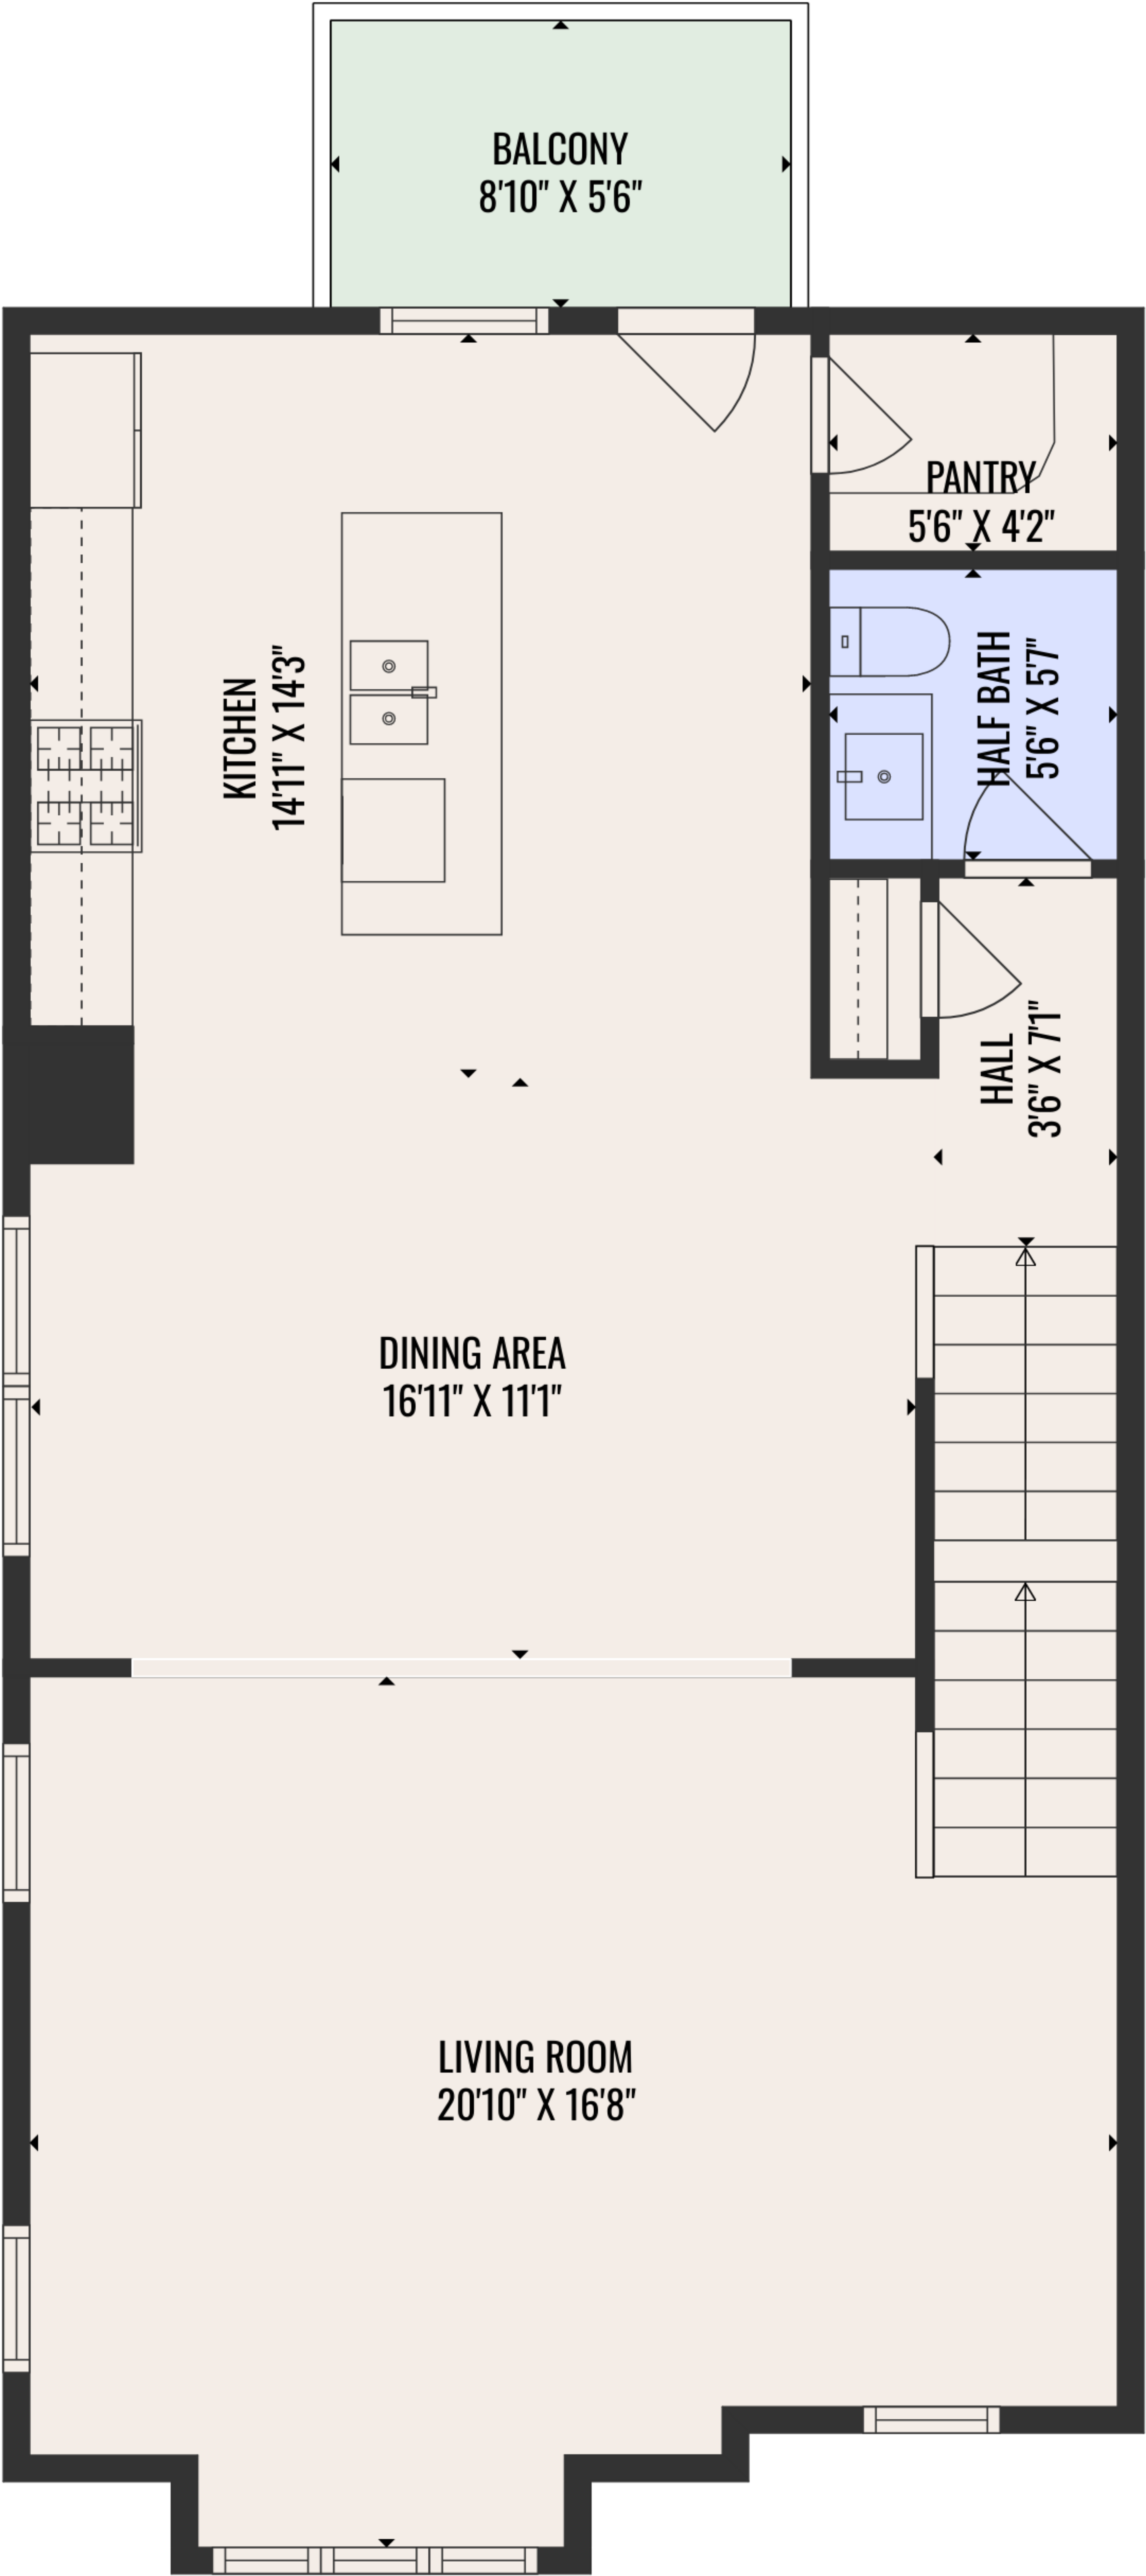 BALCONY
8'10" X 5'6"
PANTRY
5'6" X 4'2"
KITCHEN
14'11" X 14'3"
HALF BATH
5'6" X 5'7"
HALL
3'6" X 7'1"
DINING AREA
16'11" X 11'1"
LIVING ROOM
20'10" X 16'8"